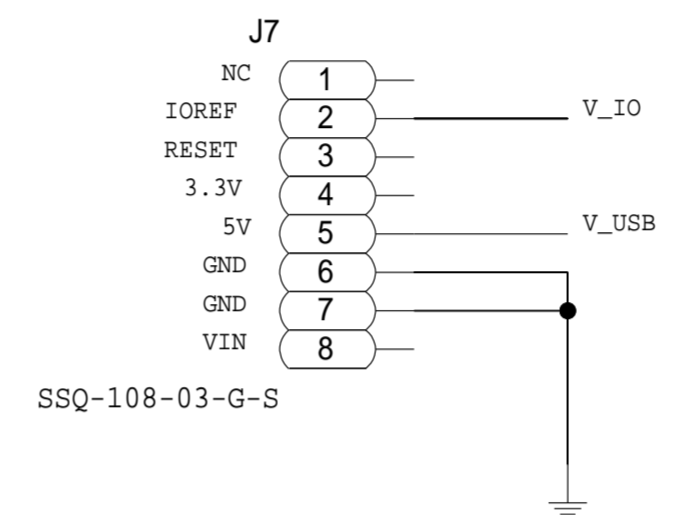 J7
NC 1
IOREF 2 V_IO
RESET 3
3.3V 4
5V 5 V_USB
GND 6
GND 7
VIN 8
SSQ-108-03-G-S